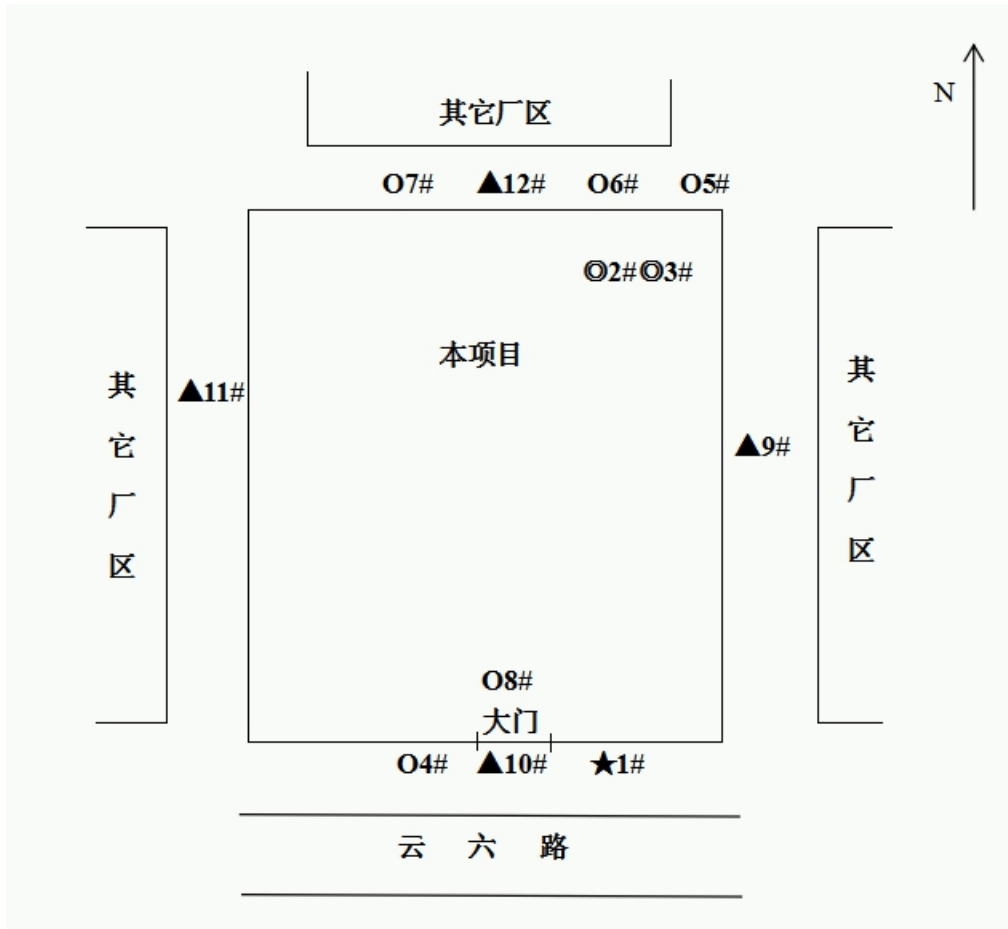 其它厂区
N
O7# ▲12# O6# O5#
◎2#◎3#
本项目
其它厂区
▲11#
▲9#
其它厂区
O8#
大门
O4# ▲10# ★1#
云六路